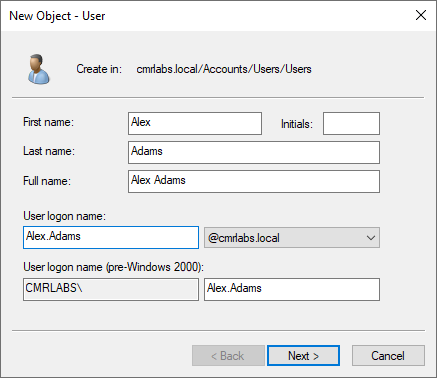 New Object - User
Create in: cmrlabs.local/Accounts/Users/Users
First name: Alex Initials:
Last name: Adams
Full name: Alex Adams
User logon name:
Alex.Adams @cmrlabs.local
User logon name (pre-Windows 2000):
CMRLABS\ Alex.Adams
< Back Next > Cancel